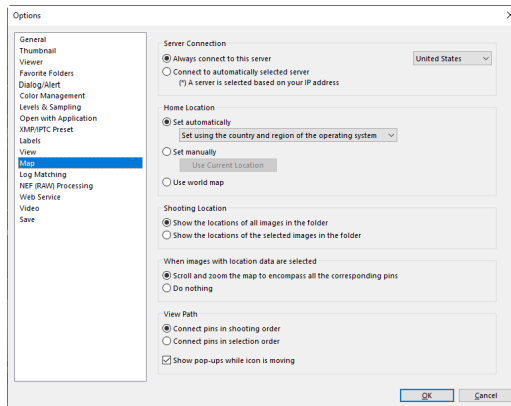 Options
General
Thumbnail
Viewer
Favorite Folders
Dialog/Alert
Color Management
Levels & Sampling
Open with Application
XMP/IPTC Preset
Labels
View
Map
Log Matching
NEF (RAW) Processing
Web Service
Video
Save
Server Connection
Always connect to this server
United States
Connect to automatically selected server
(*) A server is selected based on your IP address
Home Location
Set automatically
Set using the country and region of the operating system
Set manually
Use Current Location
Use world map
Shooting Location
Show the locations of all images in the folder
Show the locations of the selected images in the folder
When images with location data are selected
Scroll and zoom the map to encompass all the corresponding pins
Do nothing
View Path
Connect pins in shooting order
Connect pins in selection order
Show pop-ups while icon is moving
OK
Cancel